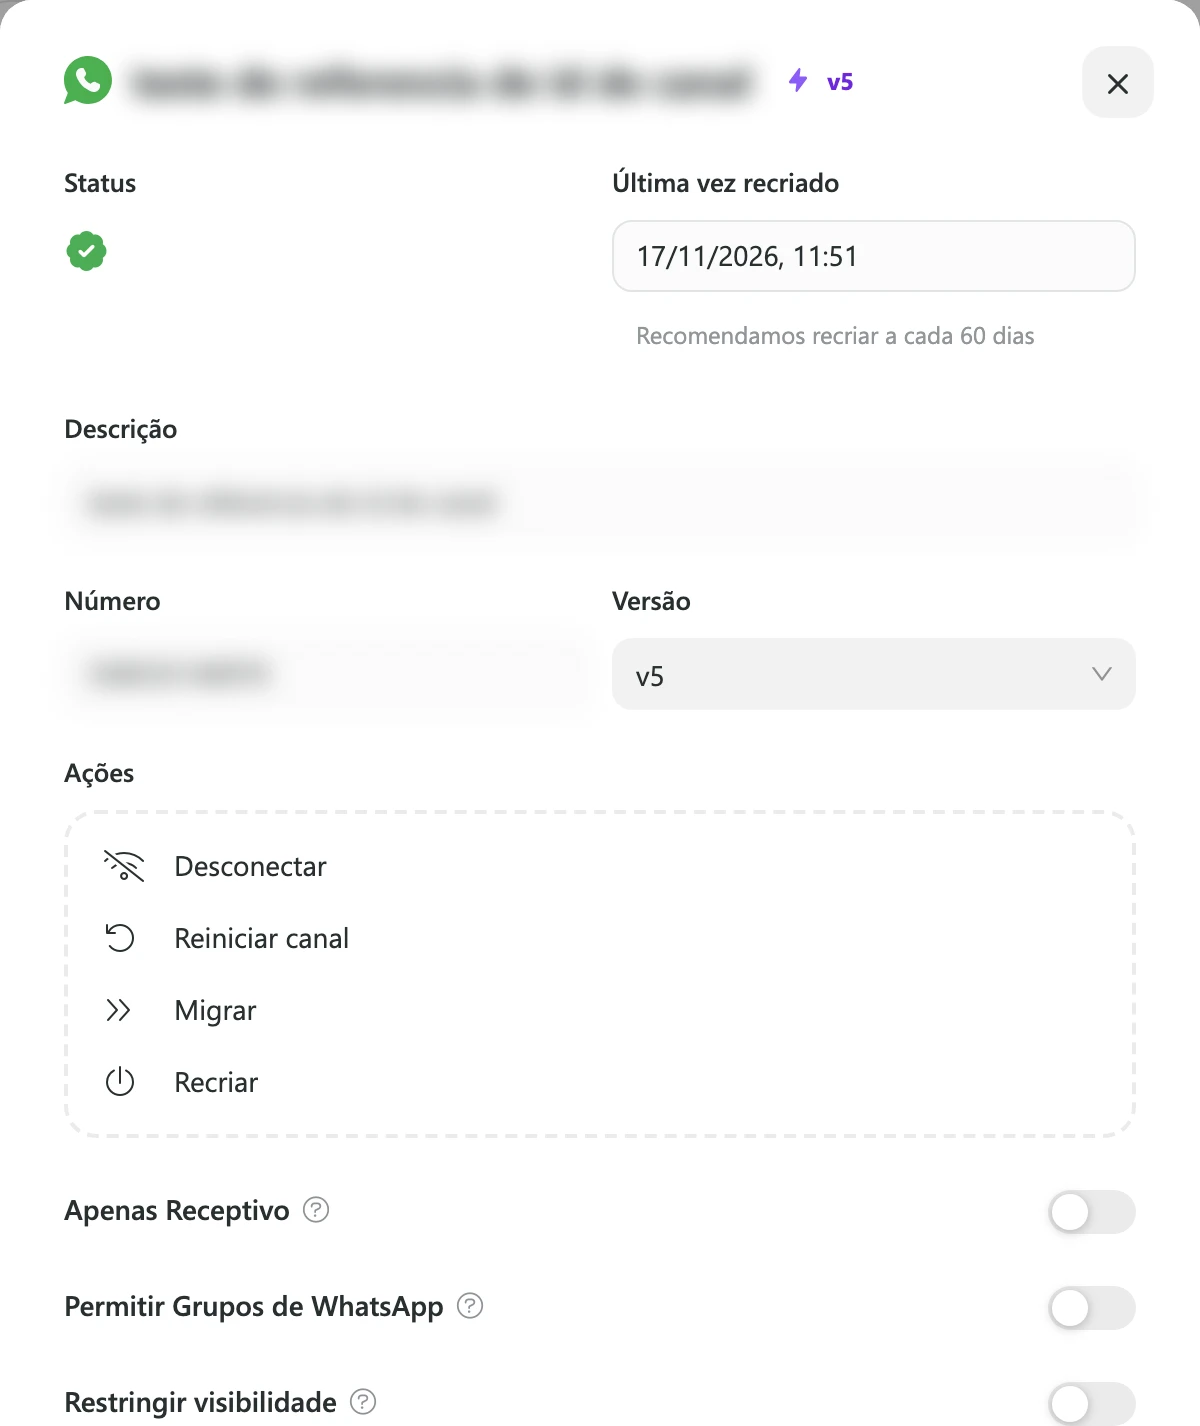 v5
Status
Última vez recriado
17/11/2026, 11:51
Recomendamos recriar a cada 60 dias
Descrição
Número
Versão
v5
Ações
Desconectar
Reiniciar canal
Migrar
Recriar
Apenas Receptivo ?
Permitir Grupos de WhatsApp ?
Restringir visibilidade ?